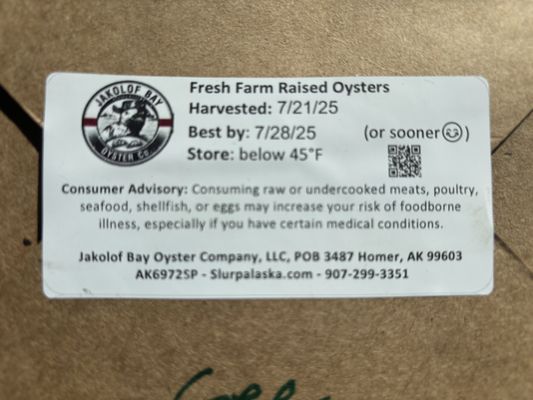 JAKOLOF BAY
OYSTER Co.
Fresh Farm Raised Oysters
Harvested: 7/21/25
Best by: 7/28/25 (or sooner😋)
Store: below 45°F
Consumer Advisory: Consuming raw or undercooked meats, poultry,
seafood, shellfish, or eggs may increase your risk of foodborne
illness, especially if you have certain medical conditions.
Jakolof Bay Oyster Company, LLC, POB 3487 Homer, AK 99603
AK6972SP - Slurpalaska.com - 907-299-3351